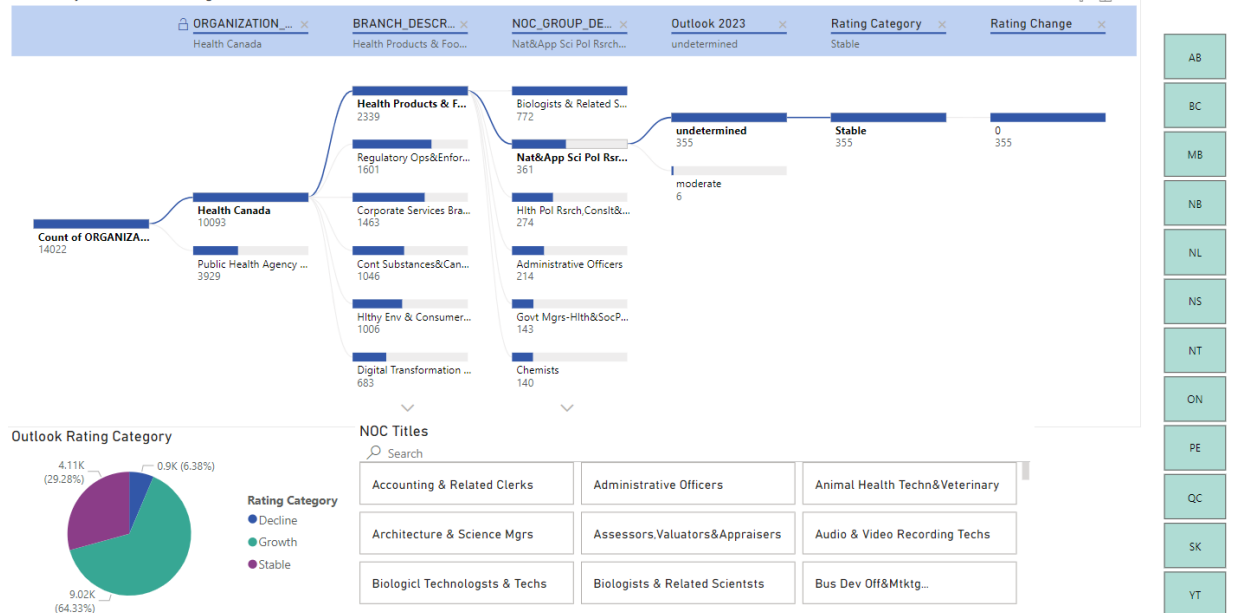 ORGANIZATION_... ×
Health Canada
BRANCH_DESCR... ×
Health Products & Foo...
NOC_GROUP_DE... ×
Nat&App Sci Pol Rsrch...
Outlook 2023 ×
undetermined
Rating Category ×
Stable
Rating Change ×
Count of ORGANIZA...
14022
Health Canada
10093
Public Health Agency ...
3929
Health Products & F...
2339
Regulatory Ops&Enfor...
1601
Corporate Services Bra...
1463
Cont Substances&Can...
1046
Hlthy Env & Consumer...
1006
Digital Transformation ...
683
Biologists & Related S...
772
Nat&App Sci Pol Rsr...
361
Hlth Pol Rsrch,Conslt&...
274
Administrative Officers
214
Govt Mgrs-Hlth&SocP...
143
Chemists
140
undetermined
355
moderate
6
Stable
355
0
355
AB
BC
MB
NB
NL
NS
NT
ON
PE
QC
SK
YT
Outlook Rating Category
4.11K
(29.28%)
0.9K (6.38%)
9.02K
(64.33%)
Rating Category
Decline
Growth
Stable
NOC Titles
Search
Accounting & Related Clerks
Administrative Officers
Animal Health Techn&Veterinary
Architecture & Science Mgrs
Assessors,Valuators&Appraisers
Audio & Video Recording Techs
Biologicl Technologsts & Techs
Biologists & Related Scientsts
Bus Dev Off&Mtktg...